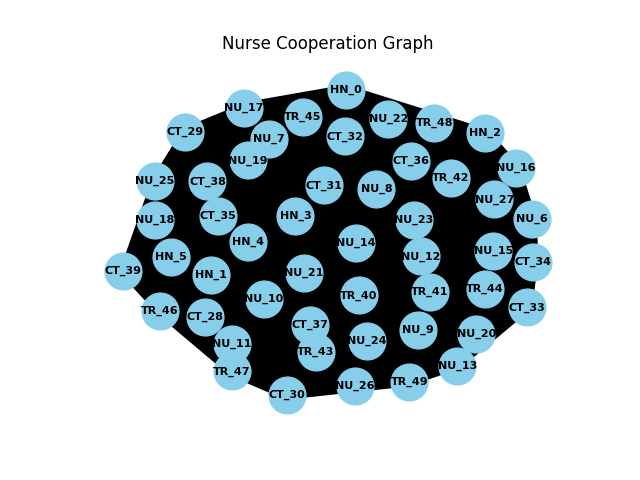 Nurse Cooperation Graph
HN_0
NU_17
TR_45
NU_22
TR_48
CT_29
NU_7
CT_32
HN_2
NU_19
CT_36
NU_16
NU_25
CT_38
CT_31
NU_8
TR_42
NU_27
NU_18
CT_35
HN_3
NU_23
NU_6
HN_4
NU_14
NU_15
HN_5
NU_12
CT_34
CT_39
HN_1
NU_21
TR_44
NU_10
TR_40
TR_41
TR_46
CT_28
CT_33
CT_37
NU_9
NU_20
NU_11
TR_43
NU_24
TR_47
NU_13
CT_30
NU_26
TR_49